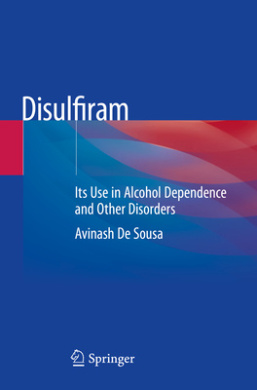 Disulfiram
Its Use in Alcohol Dependence
and Other Disorders
Avinash De Sousa
Springer